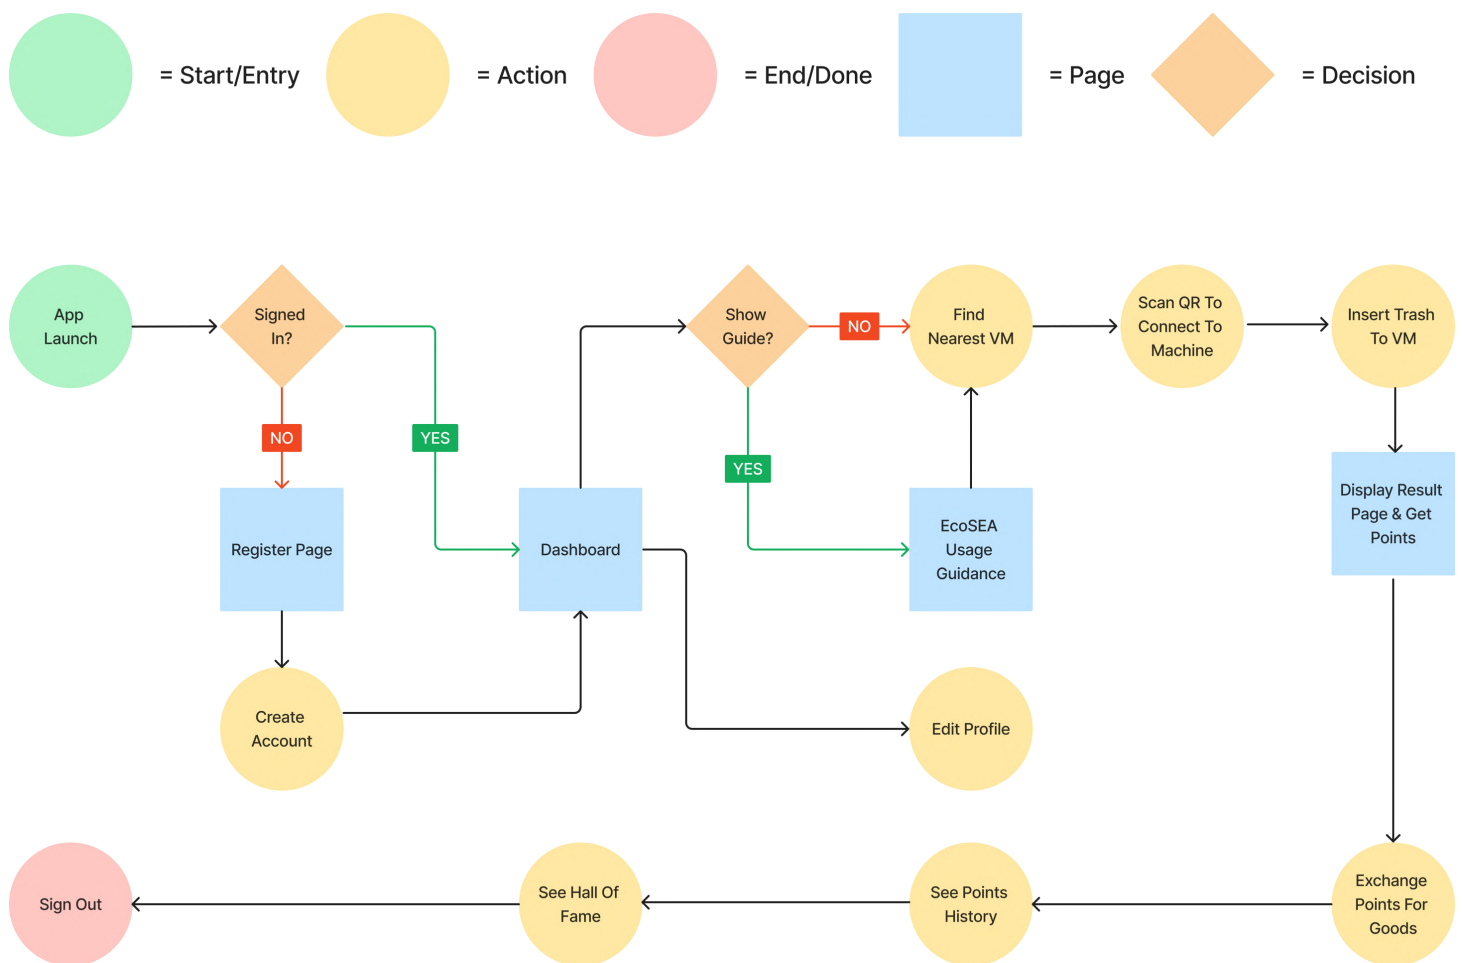 = Start/Entry
= Action
= End/Done
= Page
= Decision
App
Launch
Signed
In?
Show
Guide?
NO
Find
Nearest VM
Scan QR To
Connect To
Machine
Insert Trash
To VM
NO
YES
YES
Register Page
Dashboard
EcoSEA
Usage
Guidance
Display Result
Page & Get
Points
Create
Account
Edit Profile
Sign Out
See Hall Of
Fame
See Points
History
Exchange
Points For
Goods